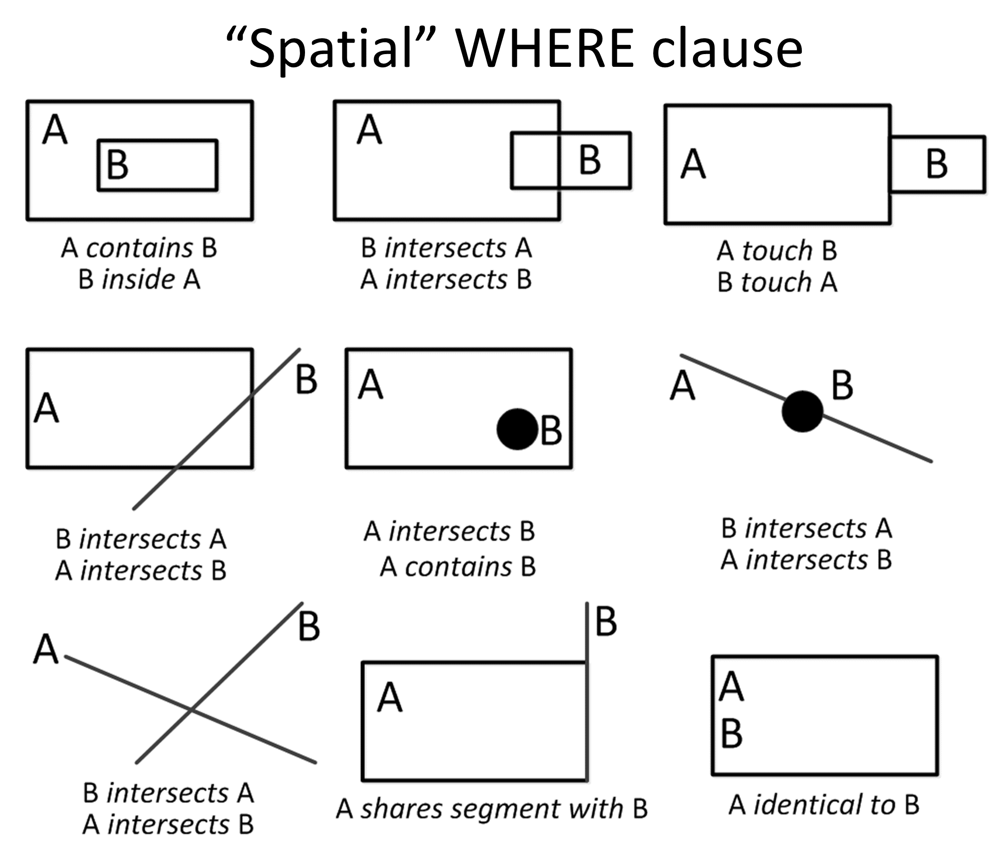 “Spatial” WHERE clause
A
B
A contains B
B inside A
A
B
B intersects A
A intersects B
A
B
A touch B
B touch A
A
B
B intersects A
A intersects B
A
B
A intersects B
A contains B
A
B
B intersects A
A intersects B
A
B
B intersects A
A intersects B
B
A
A shares segment with B
A
B
A identical to B